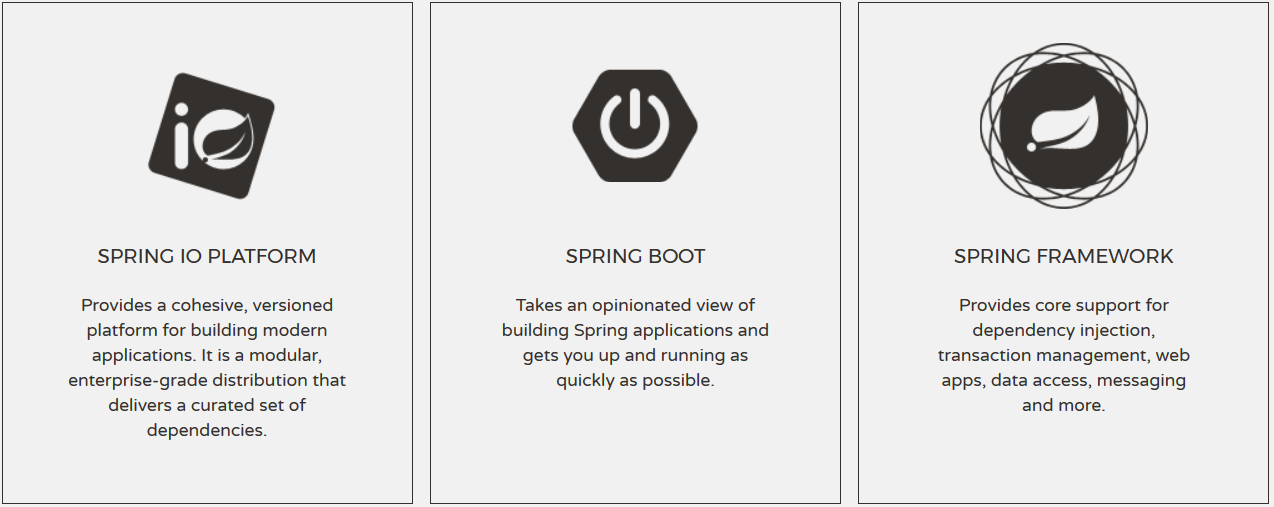 io
SPRING IO PLATFORM
Provides a cohesive, versioned
platform for building modern
applications. It is a modular,
enterprise-grade distribution that
delivers a curated set of
dependencies.
SPRING BOOT
Takes an opinionated view of
building Spring applications and
gets you up and running as
quickly as possible.
SPRING FRAMEWORK
Provides core support for
dependency injection,
transaction management, web
apps, data access, messaging
and more.